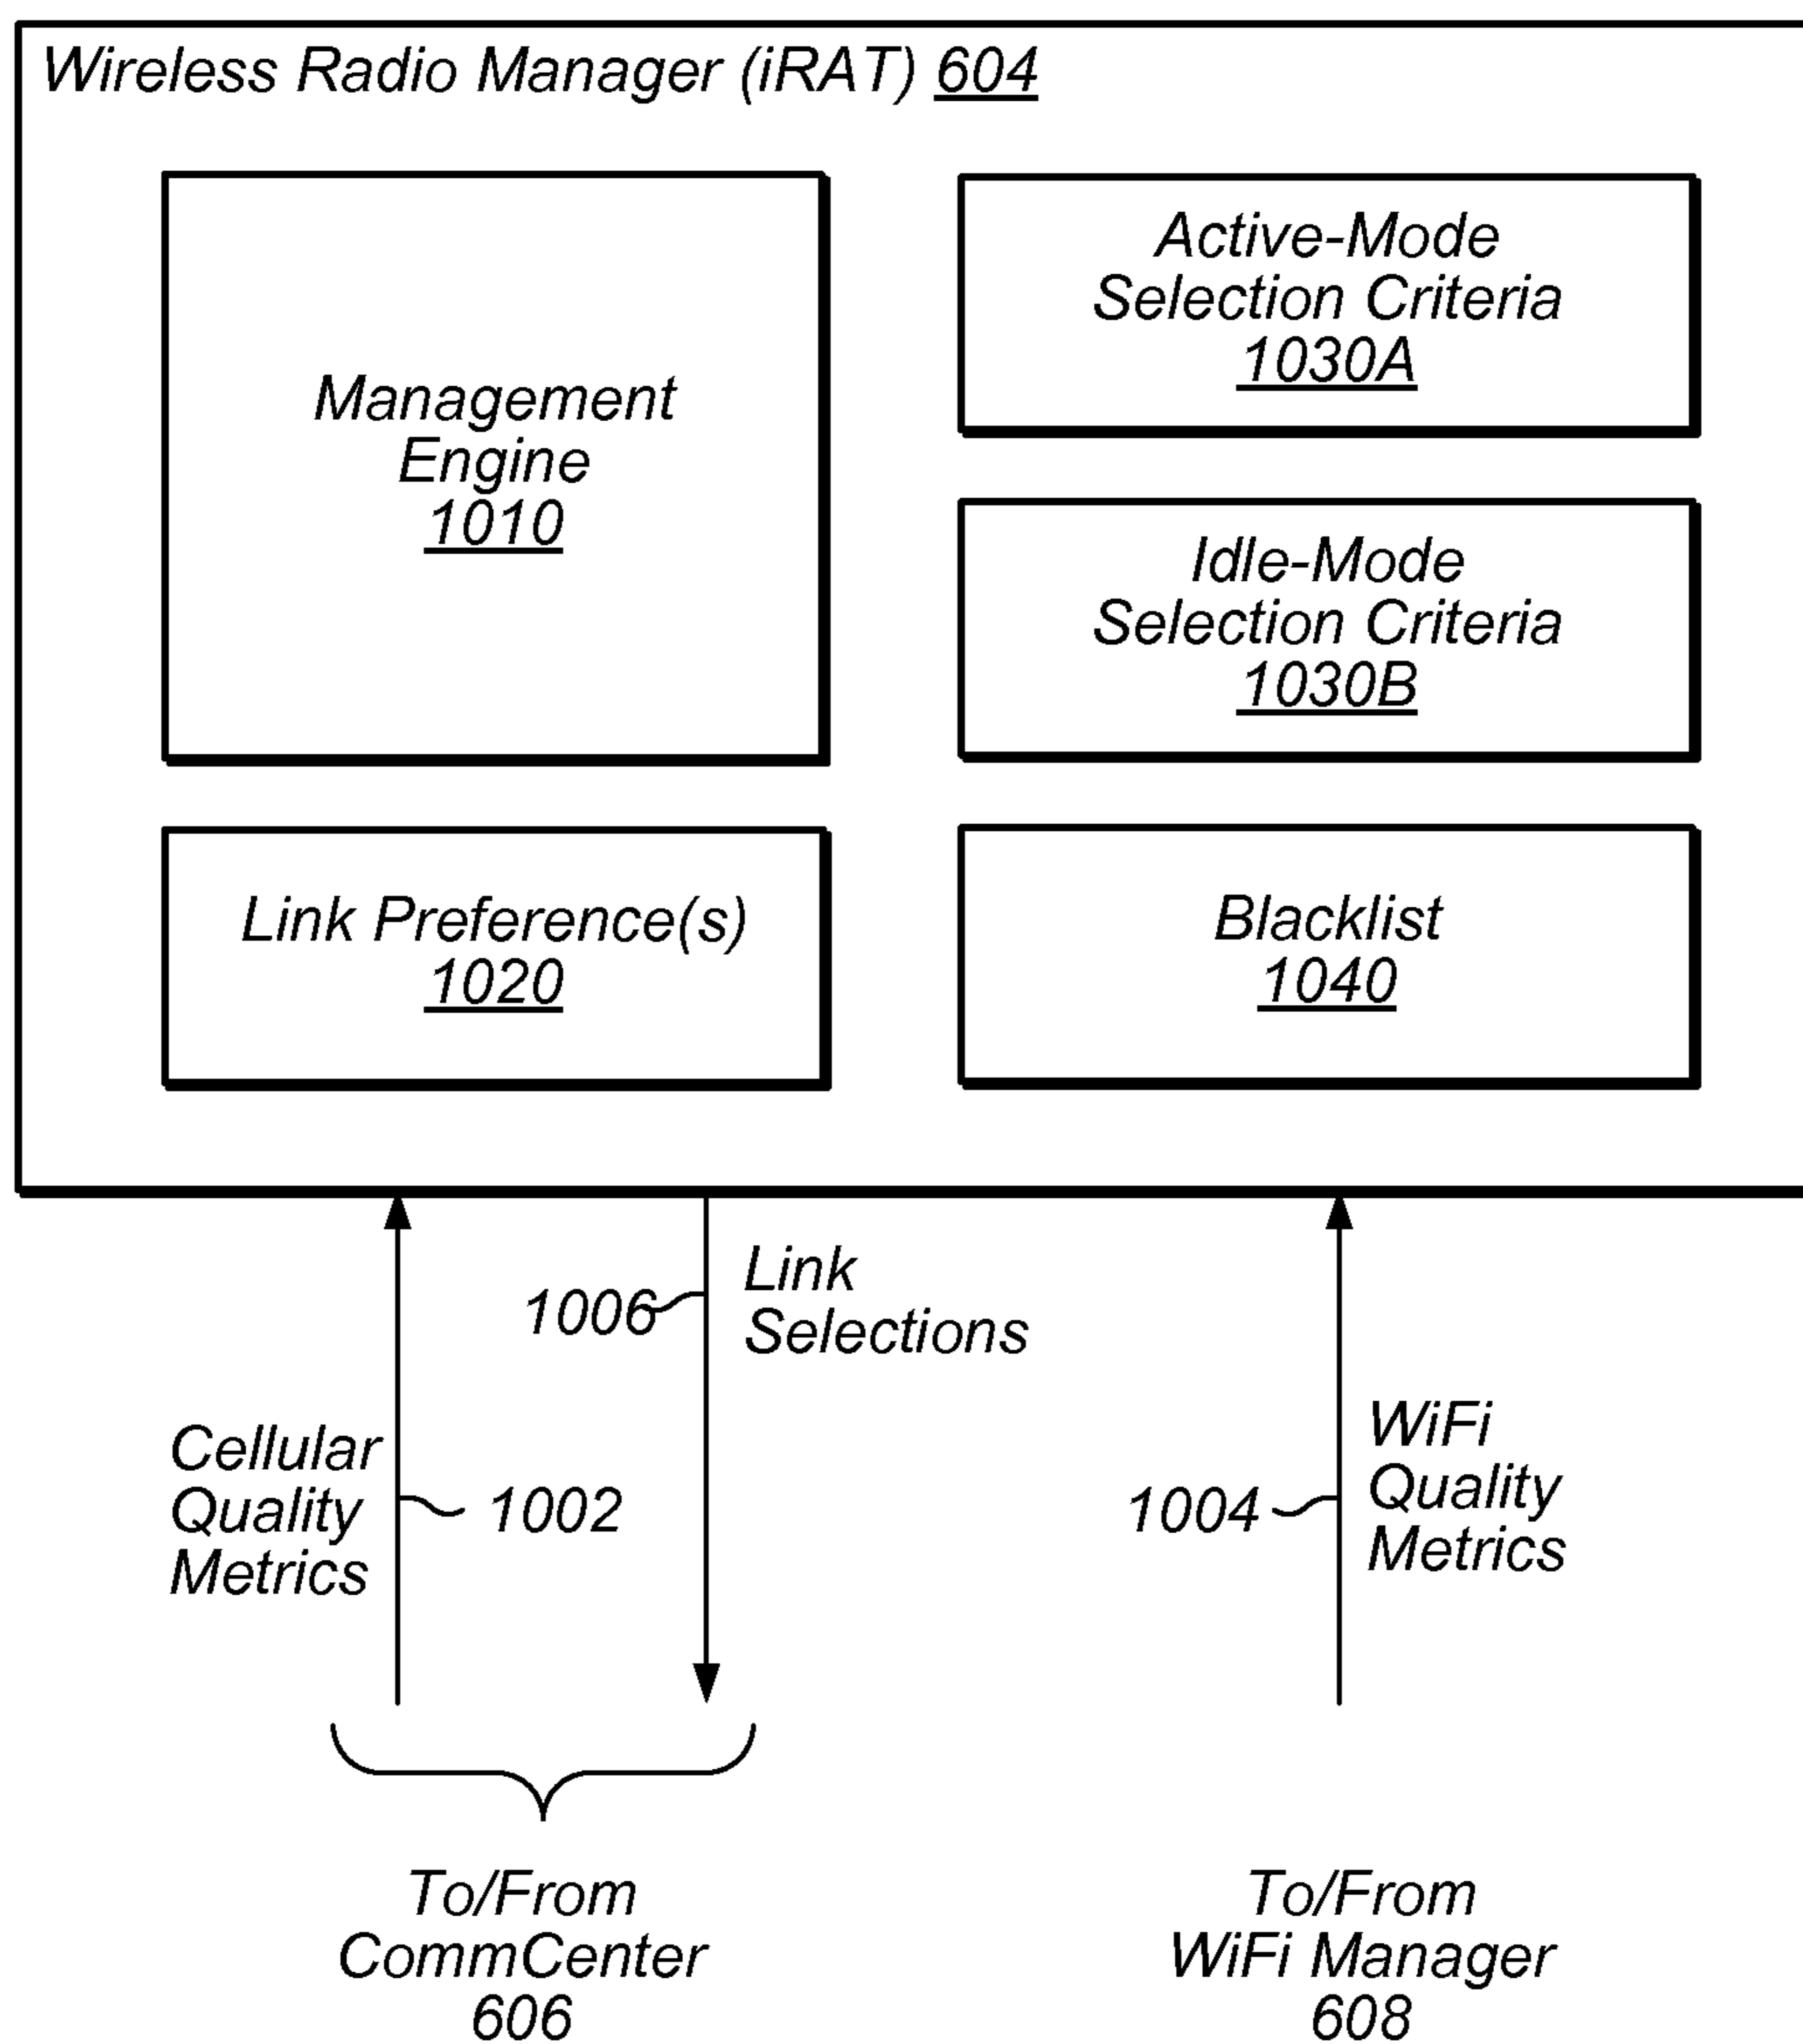 Wireless Radio Manager (iRAT) 604
Management
Engine
1010
Active-Mode
Selection Criteria
1030A
Idle-Mode
Selection Criteria
1030B
Link Preference(s)
1020
Blacklist
1040
1006
Link
Selections
Cellular
Quality
Metrics
1002
1004
WiFi
Quality
Metrics
To/From
CommCenter
606
To/From
WiFi Manager
608